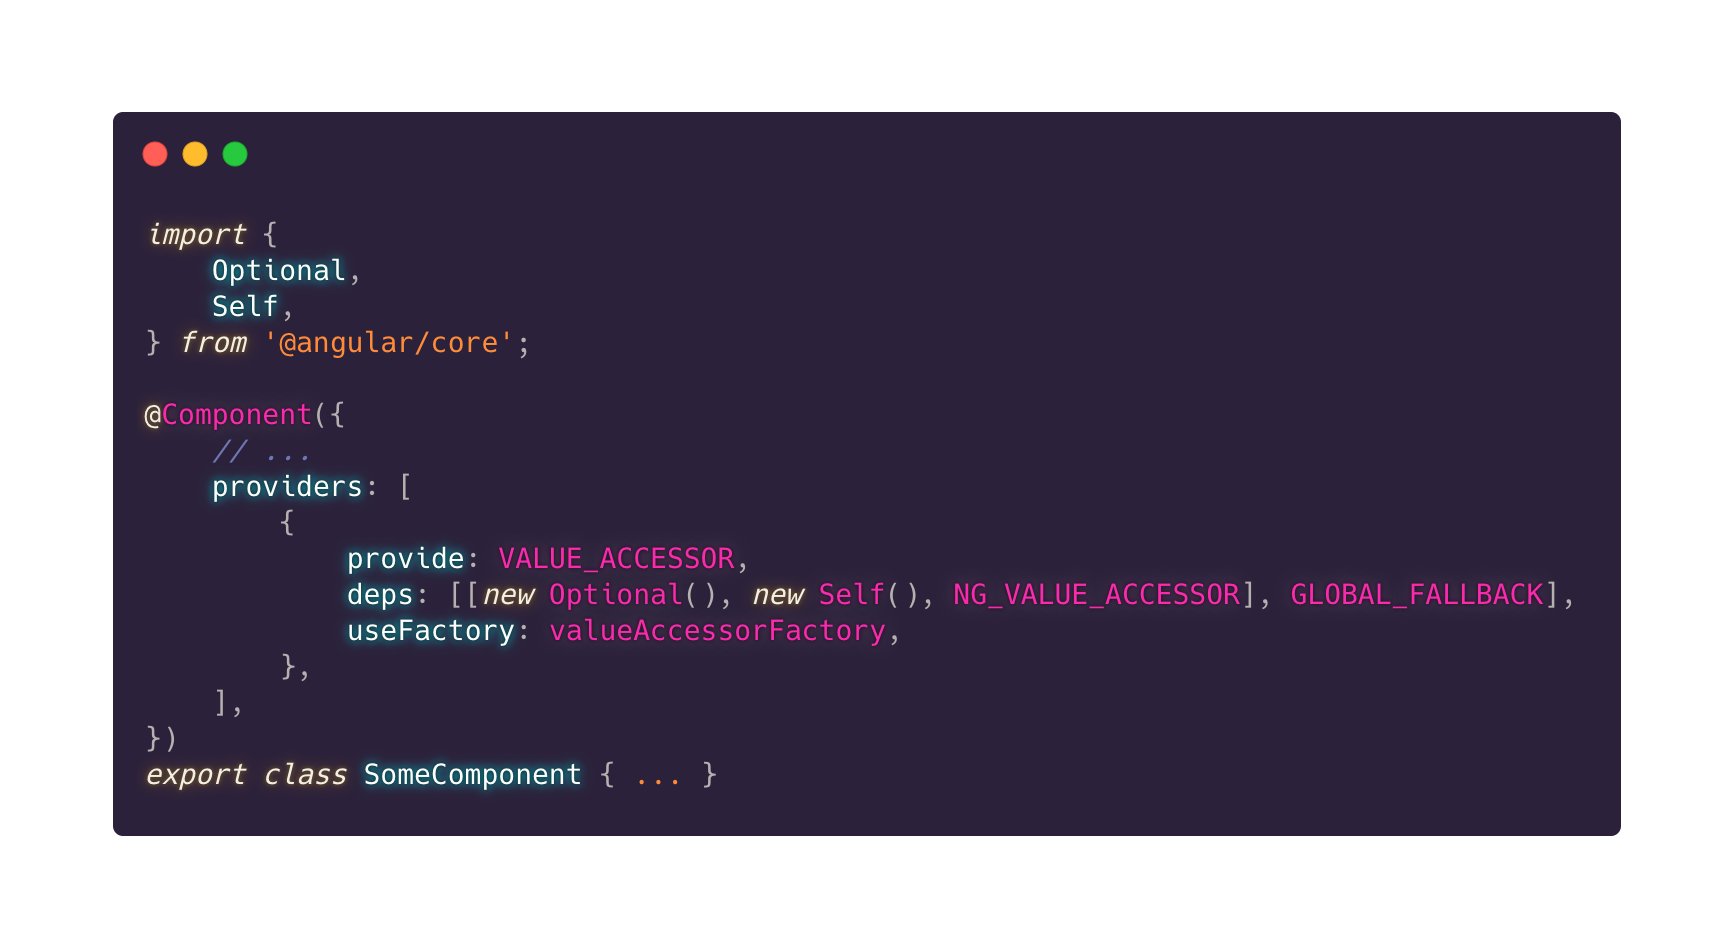 import {
    Optional,
    Self,
} from '@angular/core';

@Component({
    // ...
    providers: [
        {
            provide: VALUE_ACCESSOR,
            deps: [[new Optional(), new Self(), NG_VALUE_ACCESSOR], GLOBAL_FALLBACK],
            useFactory: valueAccessorFactory,
        },
    ],
})
export class SomeComponent { ... }